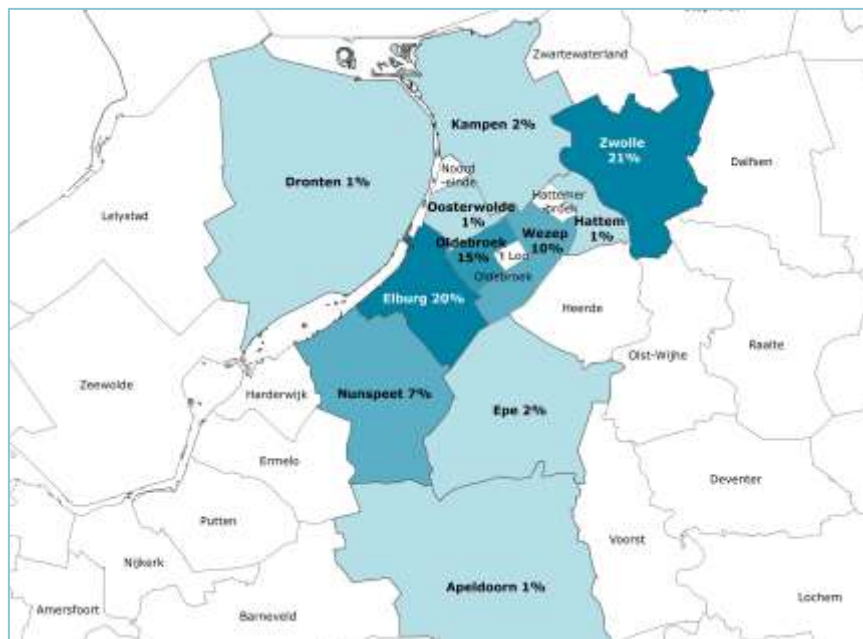 Zwartewaterland
Kampen 2%
Zwolle
21%
Dalfsen
Noord
-einde
Dronten 1%
Hattemer
-broek
Lelystad
Oosterwolde
1%
Hattem
1%
Wezep
10%
Oldebroek
15%
't Loo
Oldebroek
Elburg 20%
Heerde
Raalte
Olst-Wijhe
Zeewolde
Harderwijk
Nunspeet 7%
Epe 2%
Ermelo
Deventer
Putten
Voorst
Nijkerk
Apeldoorn 1%
Lochem
Amersfoort
Barneveld